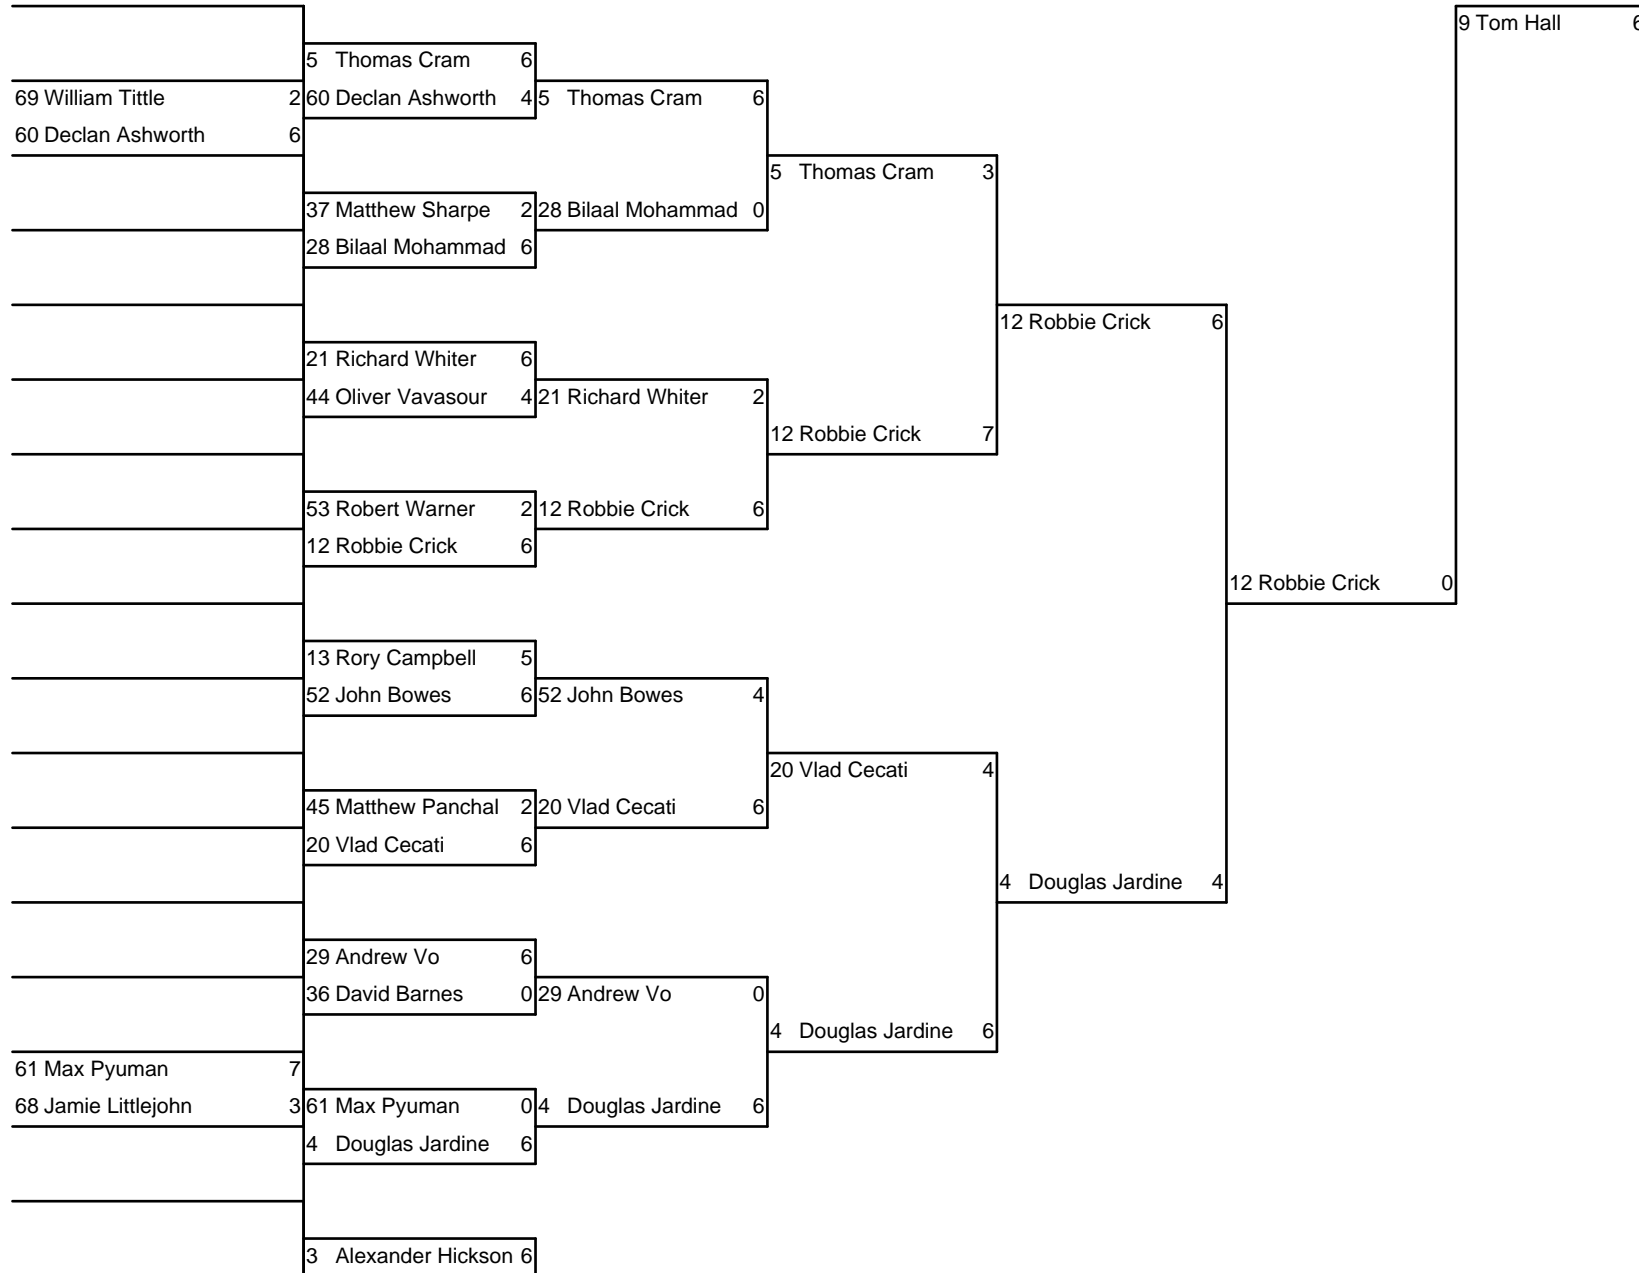 9 Tom Hall 6
5 Thomas Cram 6
69 William Tittle 2
60 Declan Ashworth 4
5 Thomas Cram 6
60 Declan Ashworth 6
5 Thomas Cram 3
37 Matthew Sharpe 2
28 Bilaal Mohammad 0
28 Bilaal Mohammad 6
12 Robbie Crick 6
21 Richard Whiter 6
44 Oliver Vavasour 4
21 Richard Whiter 2
12 Robbie Crick 7
53 Robert Warner 2
12 Robbie Crick 6
12 Robbie Crick 6
12 Robbie Crick 0
13 Rory Campbell 5
52 John Bowes 6
52 John Bowes 4
20 Vlad Cecati 4
45 Matthew Panchal 2
20 Vlad Cecati 6
20 Vlad Cecati 6
4 Douglas Jardine 4
29 Andrew Vo 6
36 David Barnes 0
29 Andrew Vo 0
4 Douglas Jardine 6
61 Max Pyuman 7
68 Jamie Littlejohn 3
61 Max Pyuman 0
4 Douglas Jardine 6
4 Douglas Jardine 6
3 Alexander Hickson 6